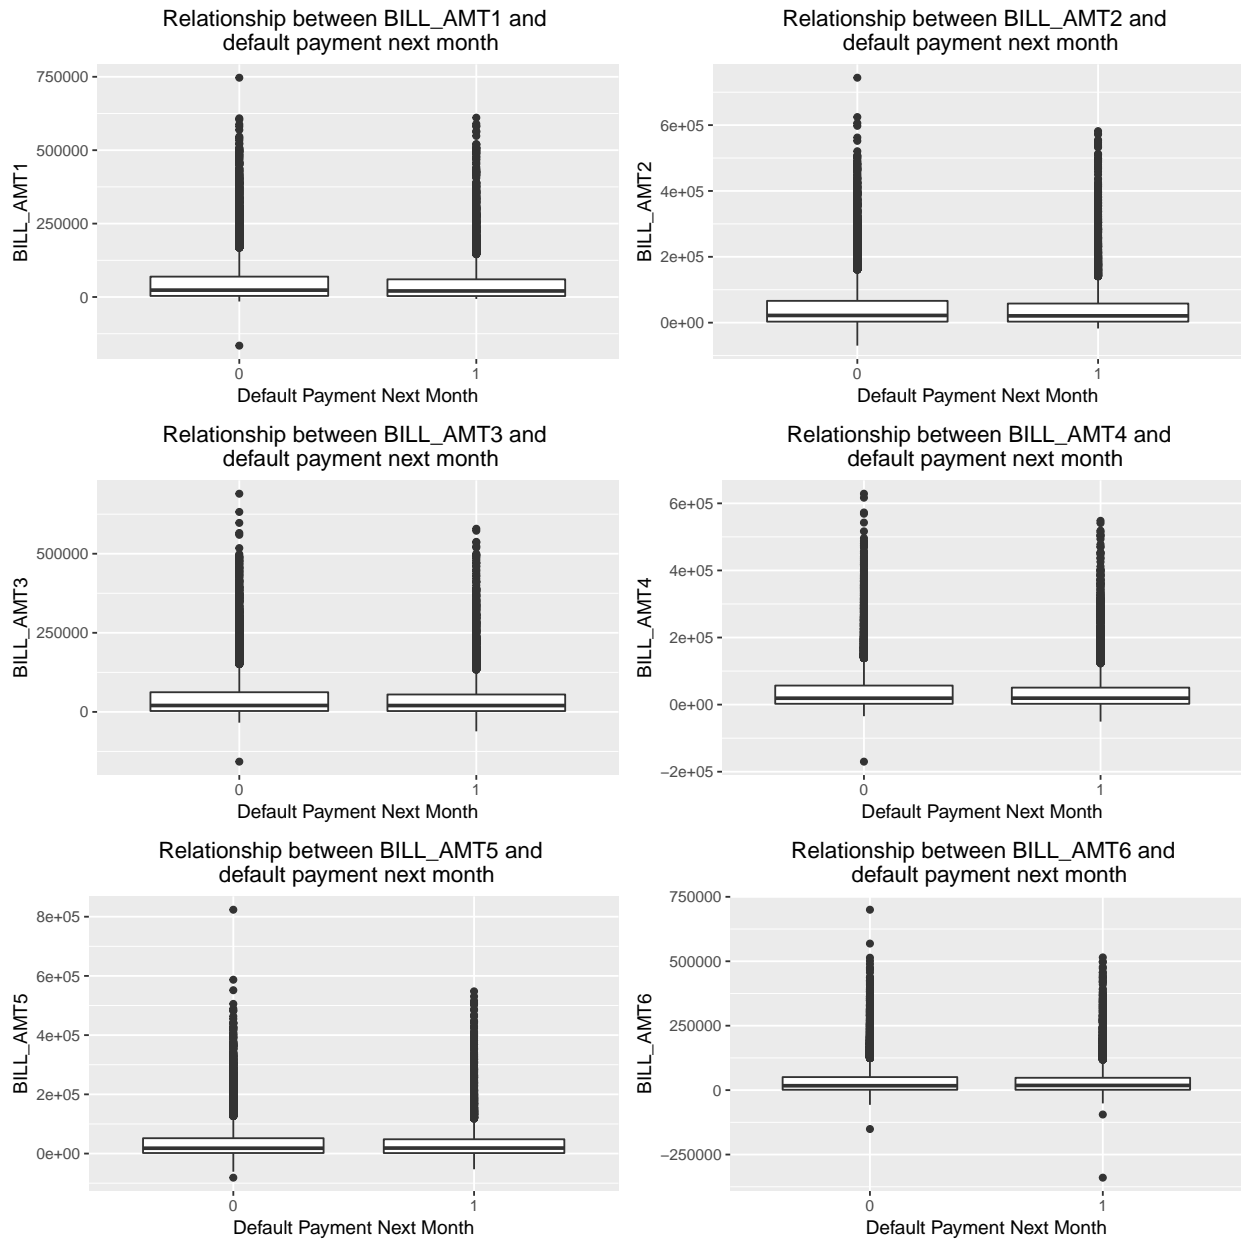 Relationship between BILL_AMT1 and
default payment next month
750000
500000
250000
0
BILL_AMT1
0
1
Default Payment Next Month
Relationship between BILL_AMT2 and
default payment next month
6e+05
4e+05
2e+05
0e+00
BILL_AMT2
0
1
Default Payment Next Month
Relationship between BILL_AMT3 and
default payment next month
500000
250000
0
BILL_AMT3
0
1
Default Payment Next Month
Relationship between BILL_AMT4 and
default payment next month
6e+05
4e+05
2e+05
0e+00
−2e+05
BILL_AMT4
0
1
Default Payment Next Month
Relationship between BILL_AMT5 and
default payment next month
8e+05
6e+05
4e+05
2e+05
0e+00
BILL_AMT5
0
1
Default Payment Next Month
Relationship between BILL_AMT6 and
default payment next month
750000
500000
250000
0
−250000
BILL_AMT6
0
1
Default Payment Next Month